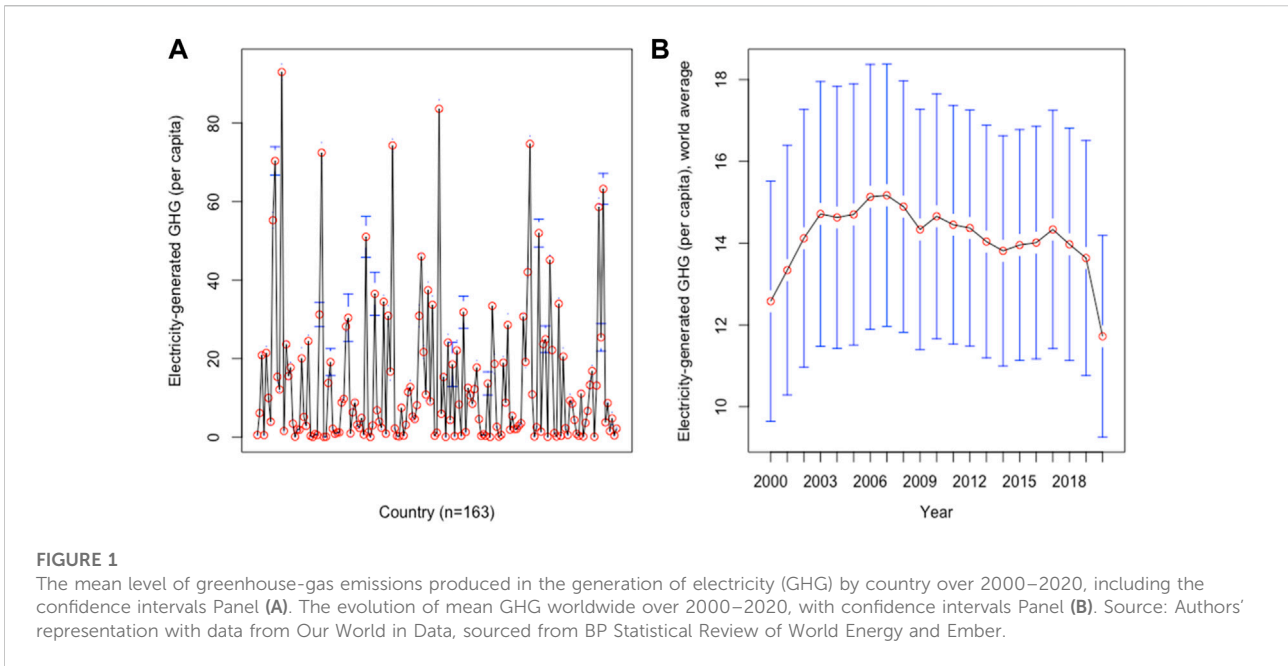 A
Electricity-generated GHG (per capita)
80
60
40
20
0
Country (n=163)
B
Electricity-generated GHG (per capita), world average
18
16
14
12
10
2000 2003 2006 2009 2012 2015 2018
Year
FIGURE 1
The mean level of greenhouse-gas emissions produced in the generation of electricity (GHG) by country over 2000–2020, including the
confidence intervals Panel (A). The evolution of mean GHG worldwide over 2000–2020, with confidence intervals Panel (B). Source: Authors’
representation with data from Our World in Data, sourced from BP Statistical Review of World Energy and Ember.